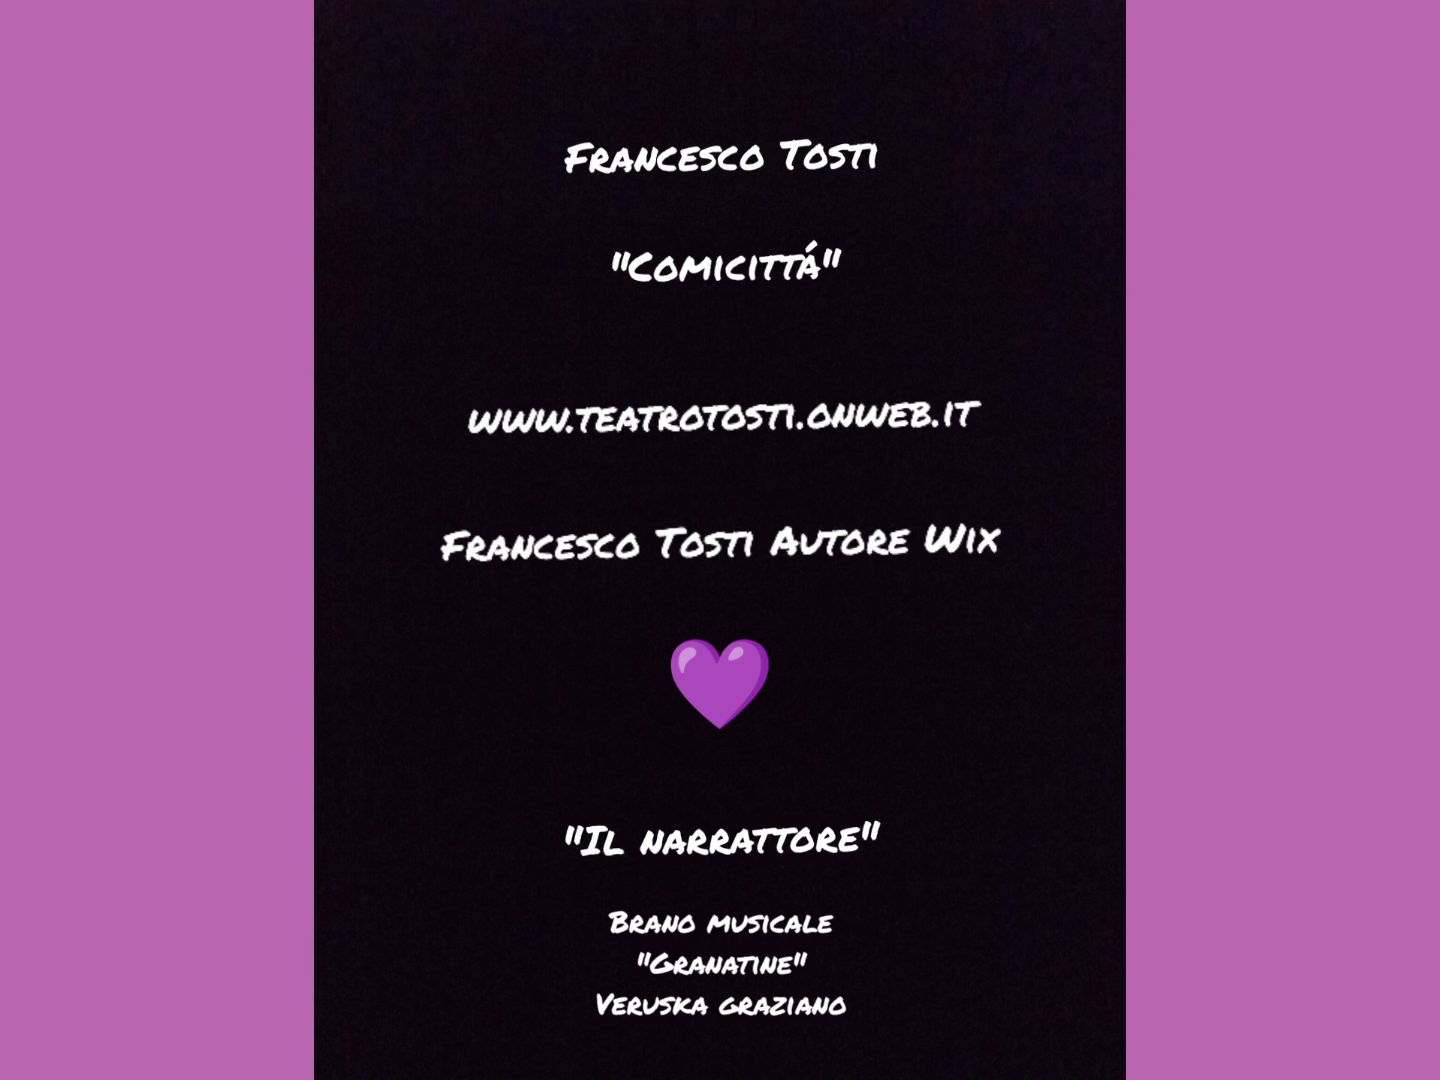 Francesco Tosti
"Comicittá"
www.teatrotosti.onweb.it
Francesco Tosti Autore Wix
"Il narrattore"
Brano musicale
"Granatine"
Veruska graziano